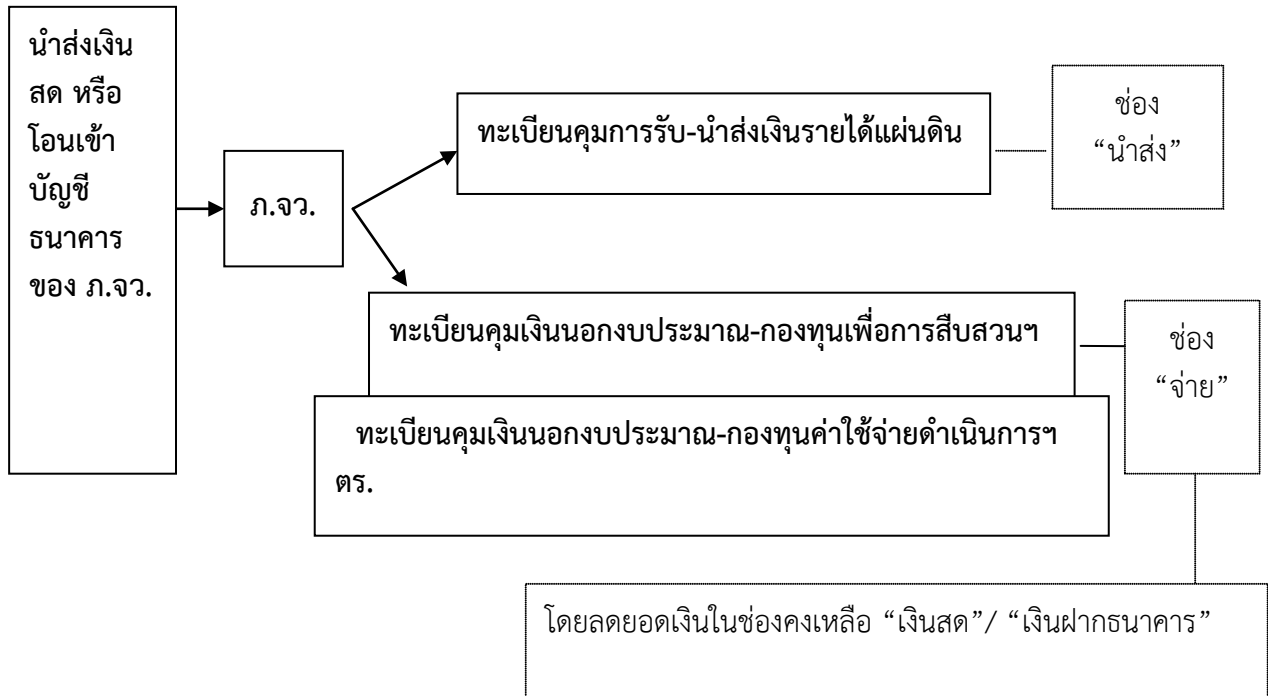 นำส่งเงิน
สด หรือ
โอนเข้า
บัญชี
ธนาคาร
ของ ภ.จว.
ภ.จว.
ทะเบียนคุมการรับ-นำส่งเงินรายได้แผ่นดิน
ช่อง
“นำส่ง”
ทะเบียนคุมเงินนอกงบประมาณ-กองทุนเพื่อการสืบสวนฯ
ช่อง
“จ่าย”
ทะเบียนคุมเงินนอกงบประมาณ-กองทุนค่าใช้จ่ายดำเนินการฯ
ตร.
โดยลดยอดเงินในช่องคงเหลือ “เงินสด”/ “เงินฝากธนาคาร”